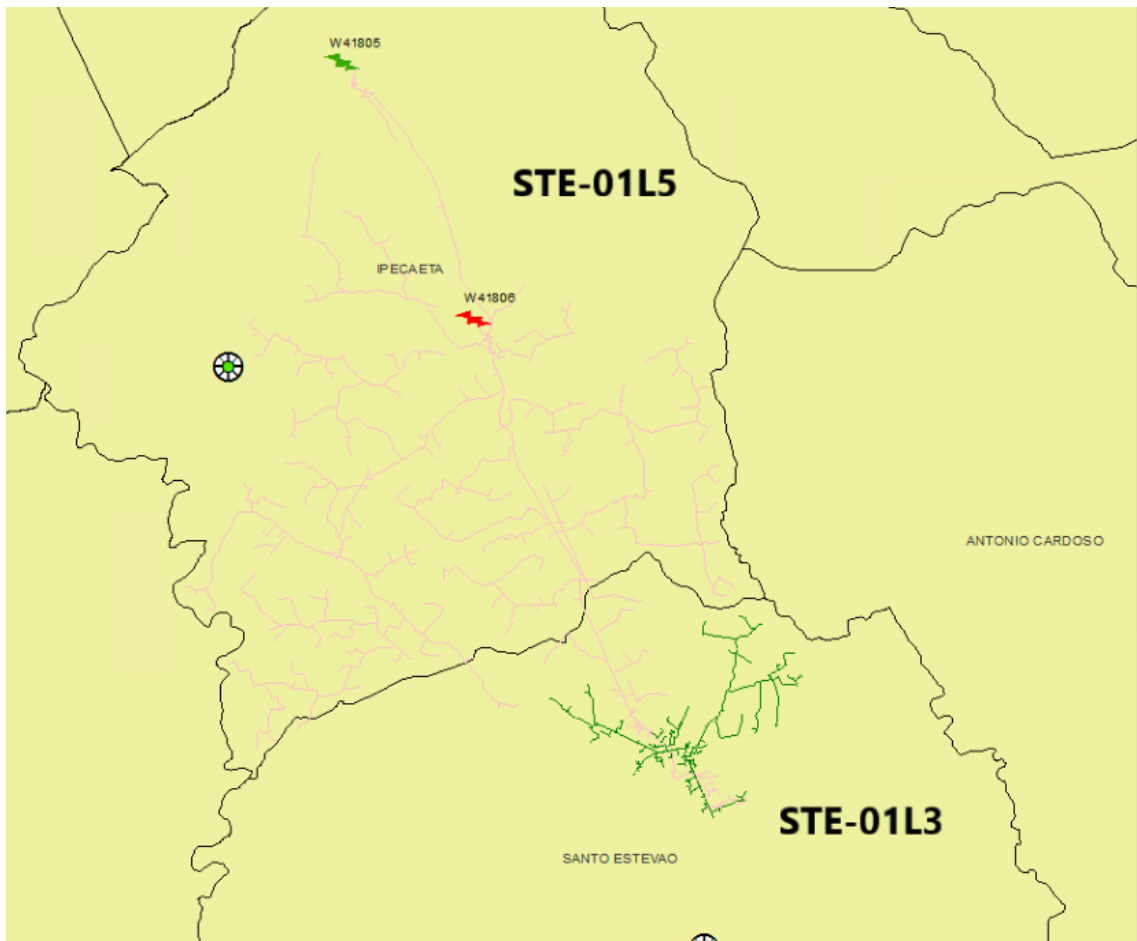 W41805
STE-01L5
IPECAETA
W41806
ANTONIO CARDOSO
STE-01L3
SANTO ESTEVAO